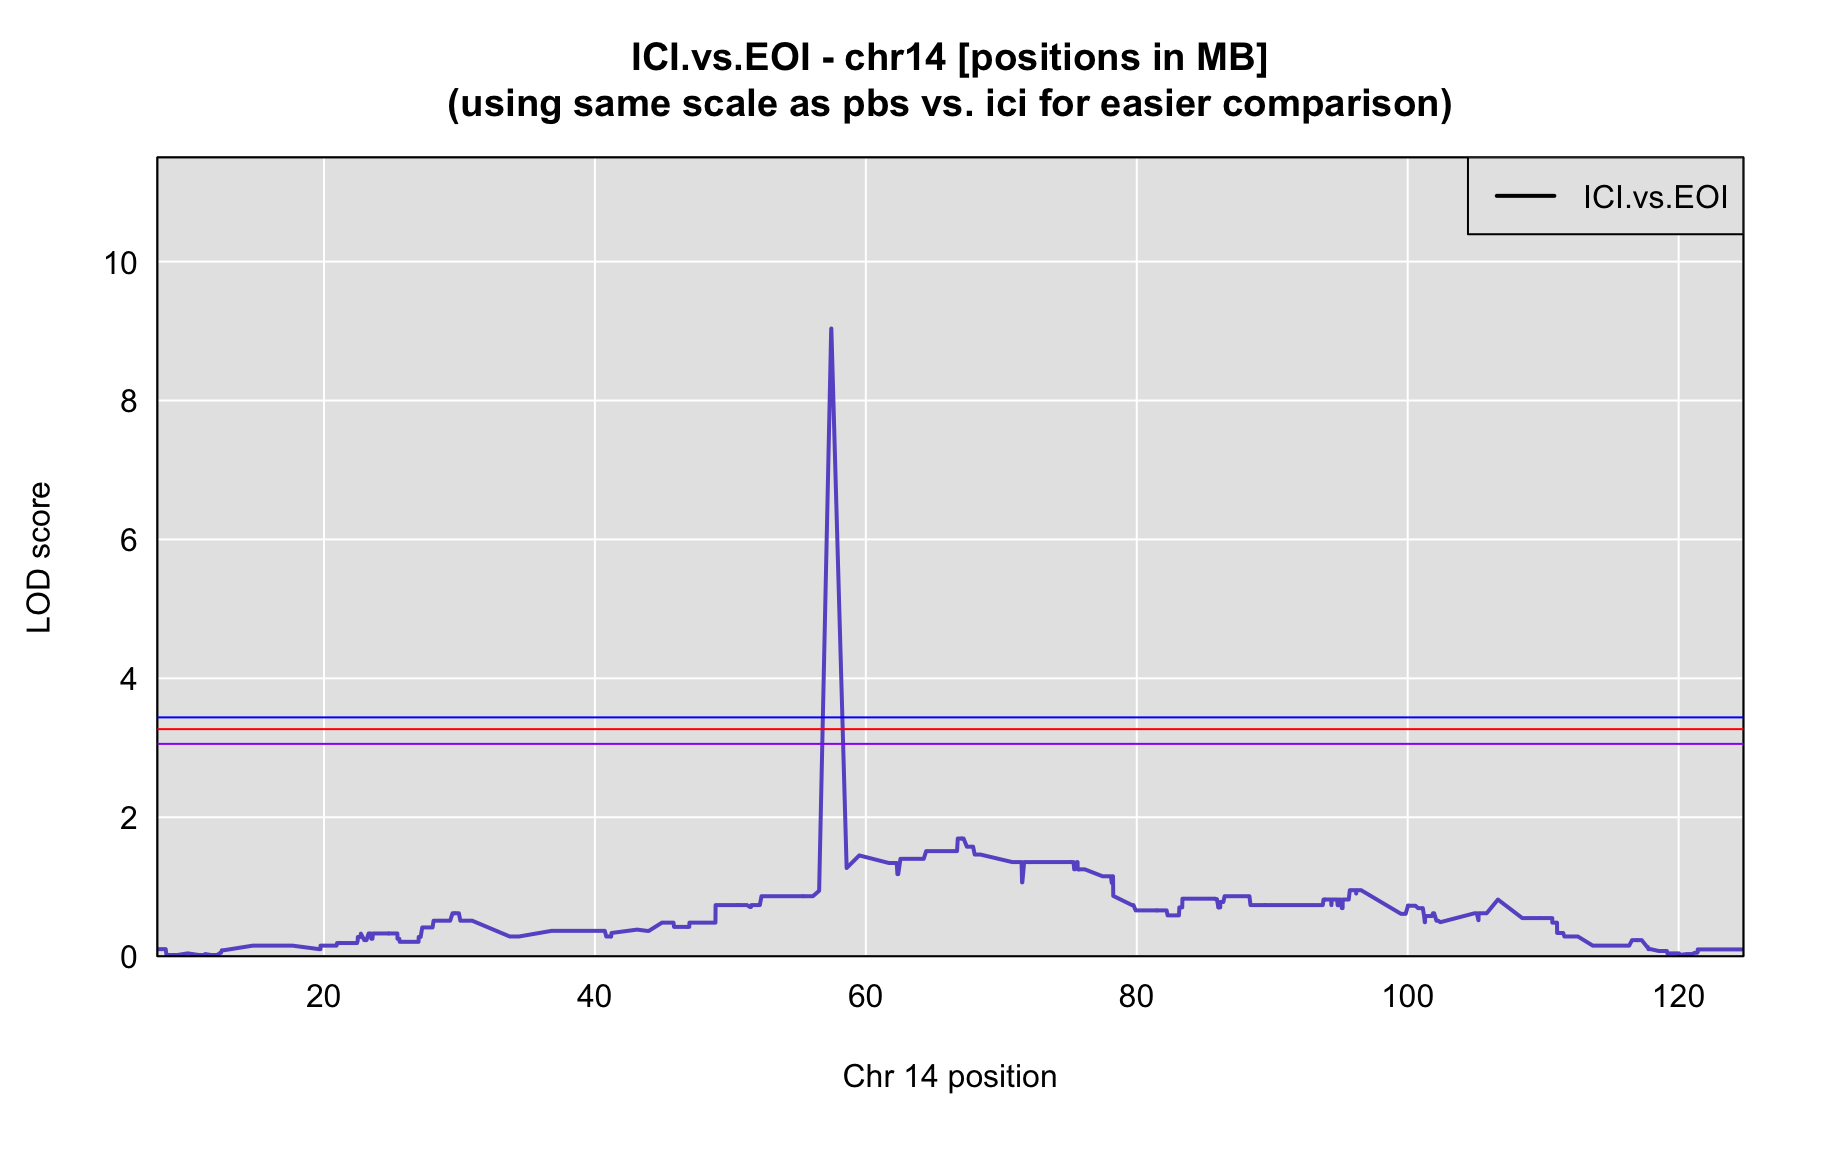 ICI.vs.EOI - chr14 [positions in MB]
(using same scale as pbs vs. ici for easier comparison)
ICI.vs.EOI
10
8
6
4
2
0
LOD score
20
40
60
80
100
120
Chr 14 position